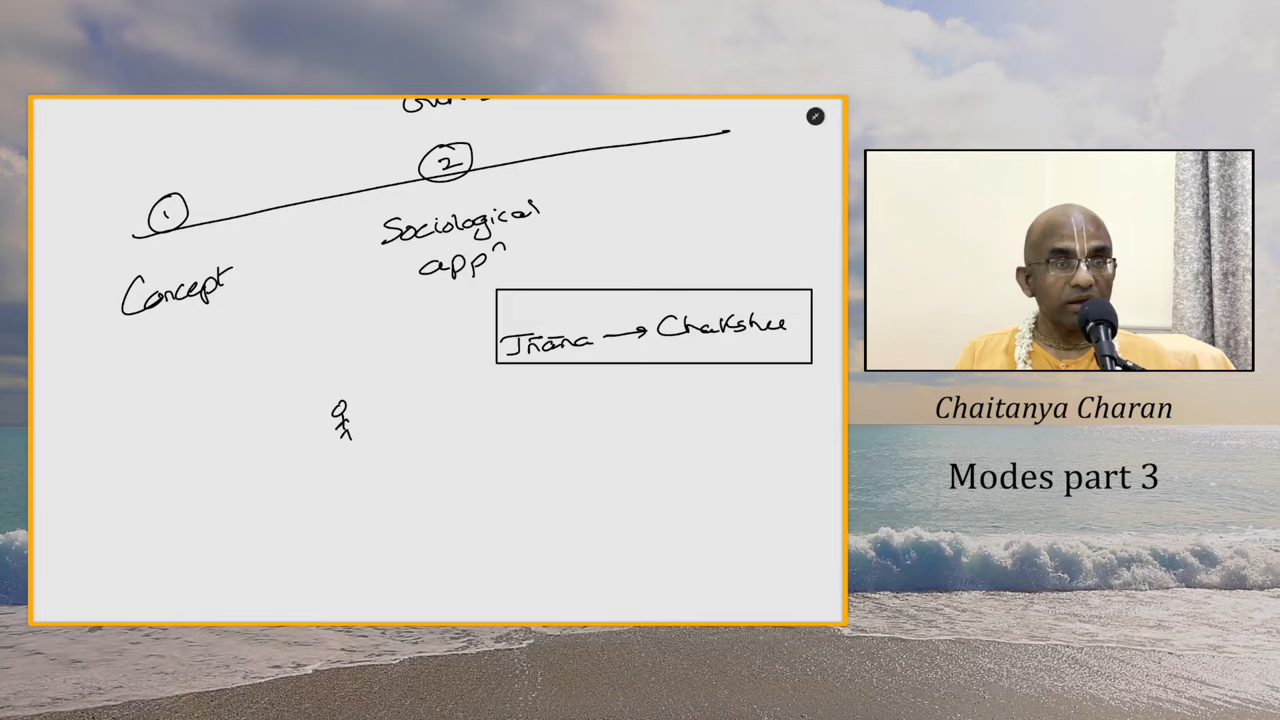 1
2
Concept
Sociological
appⁿ
Jñāna → Chakshu
Chaitanya Charan
Modes part 3